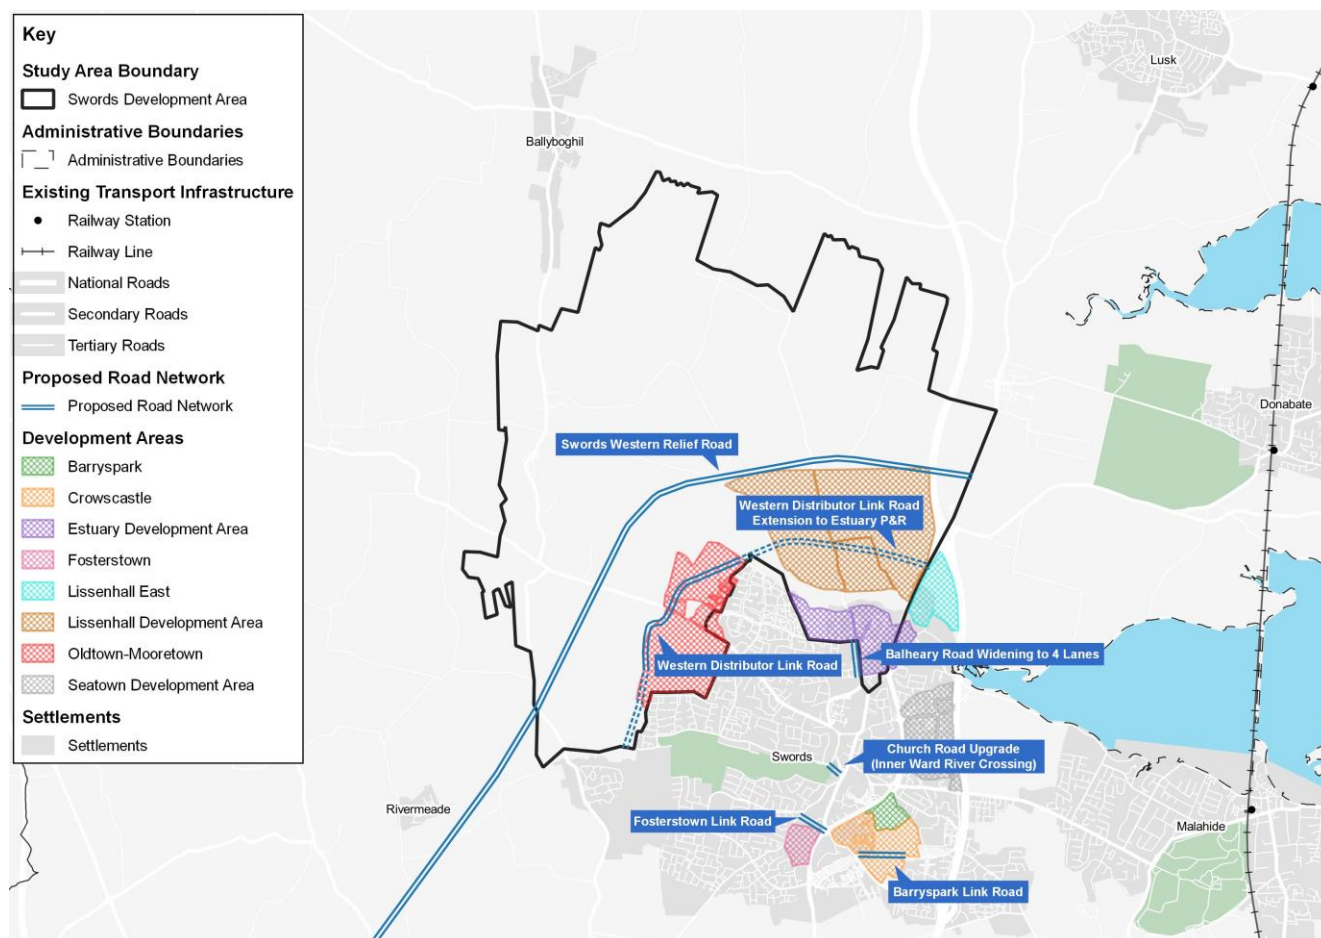 Key
Study Area Boundary
Swords Development Area
Administrative Boundaries
Administrative Boundaries
Existing Transport Infrastructure
Railway Station
Railway Line
National Roads
Secondary Roads
Tertiary Roads
Proposed Road Network
Proposed Road Network
Development Areas
Barryspark
Crowscastle
Estuary Development Area
Fosterstown
Lissenhall East
Lissenhall Development Area
Oldtown-Mooretown
Seatown Development Area
Settlements
Settlements
Lusk
Ballyboghil
Donabate
Swords Western Relief Road
Western Distributor Link Road
Extension to Estuary P&R
Western Distributor Link Road
Balheary Road Widening to 4 Lanes
Swords
Church Road Upgrade
(Inner Ward River Crossing)
Rivermeade
Fosterstown Link Road
Malahide
Barryspark Link Road